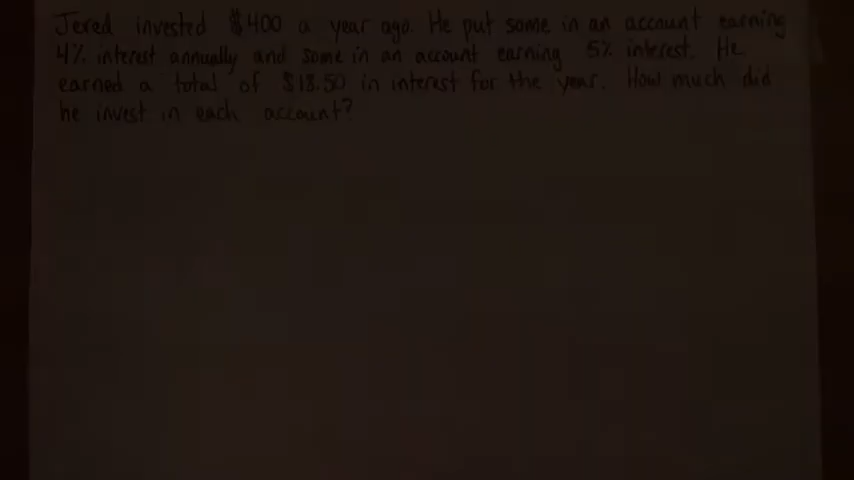 Jered invested $400 a year ago. He put some in an account earning
4% interest annually and some in an account earning 5% interest. He
earned a total of $18.50 in interest for the year. How much did
he invest in each account?